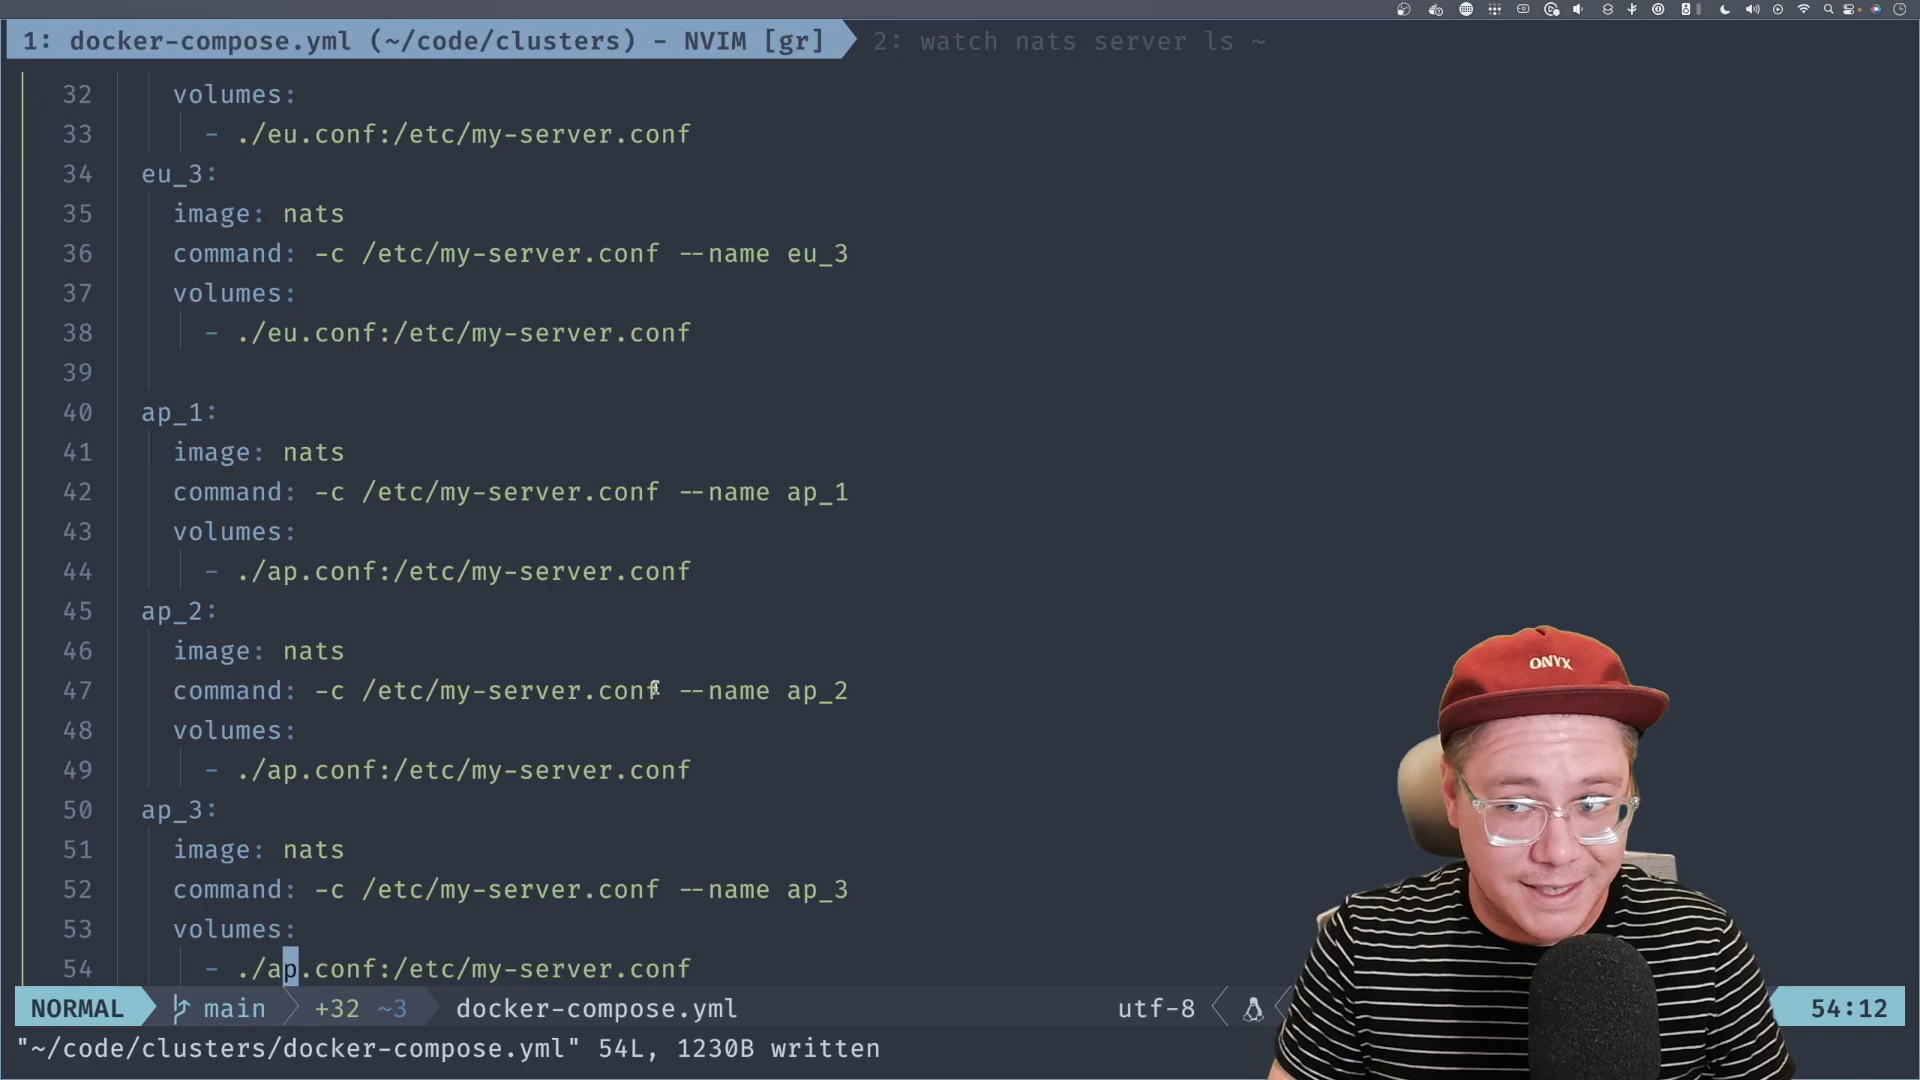 1: docker-compose.yml (~/code/clusters) - NVIM [gr] 2: watch nats server ls ~
32 volumes:
33 - ./eu.conf:/etc/my-server.conf
34 eu_3:
35 image: nats
36 command: -c /etc/my-server.conf --name eu_3
37 volumes:
38 - ./eu.conf:/etc/my-server.conf
39
40 ap_1:
41 image: nats
42 command: -c /etc/my-server.conf --name ap_1
43 volumes:
44 - ./ap.conf:/etc/my-server.conf
45 ap_2:
46 image: nats
47 command: -c /etc/my-server.conf --name ap_2
48 volumes:
49 - ./ap.conf:/etc/my-server.conf
50 ap_3:
51 image: nats
52 command: -c /etc/my-server.conf --name ap_3
53 volumes:
54 - ./ap.conf:/etc/my-server.conf
ONYX
NORMAL main +32 ~3 docker-compose.yml utf-8 54:12
"~/code/clusters/docker-compose.yml" 54L, 1230B written